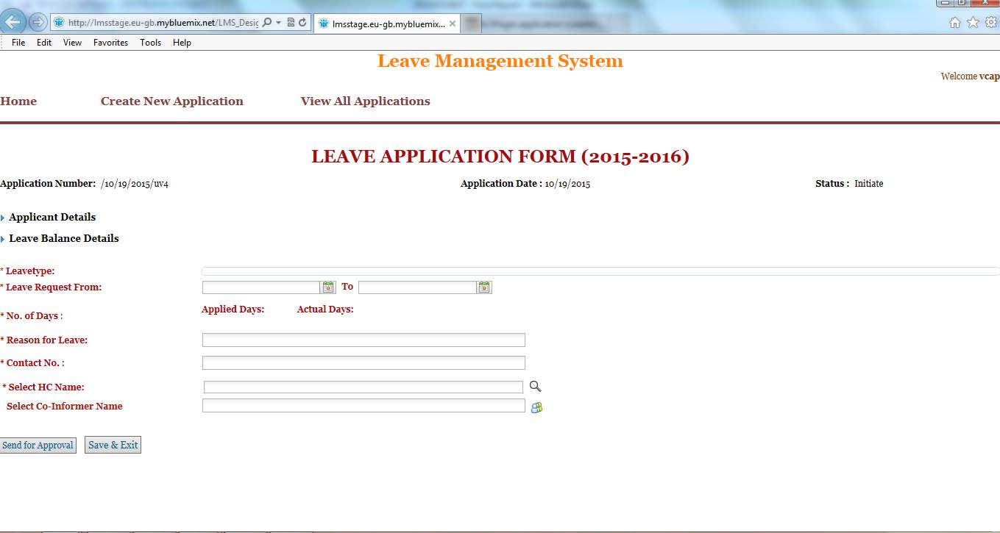 http://lmsstage.eu-gb.mybluemix.net/LMS_Desig
lmsstage.eu-gb.mybluemix...
File Edit View Favorites Tools Help
Leave Management System
Welcome vcap
Home Create New Application View All Applications
LEAVE APPLICATION FORM (2015-2016)
Application Number: /10/19/2015/uv4 Application Date : 10/19/2015 Status : Initiate
Applicant Details
Leave Balance Details
* Leavetype:
* Leave Request From: To
Applied Days: Actual Days:
* No. of Days :
* Reason for Leave:
* Contact No. :
* Select HC Name:
Select Co-Informer Name
Send for Approval Save & Exit